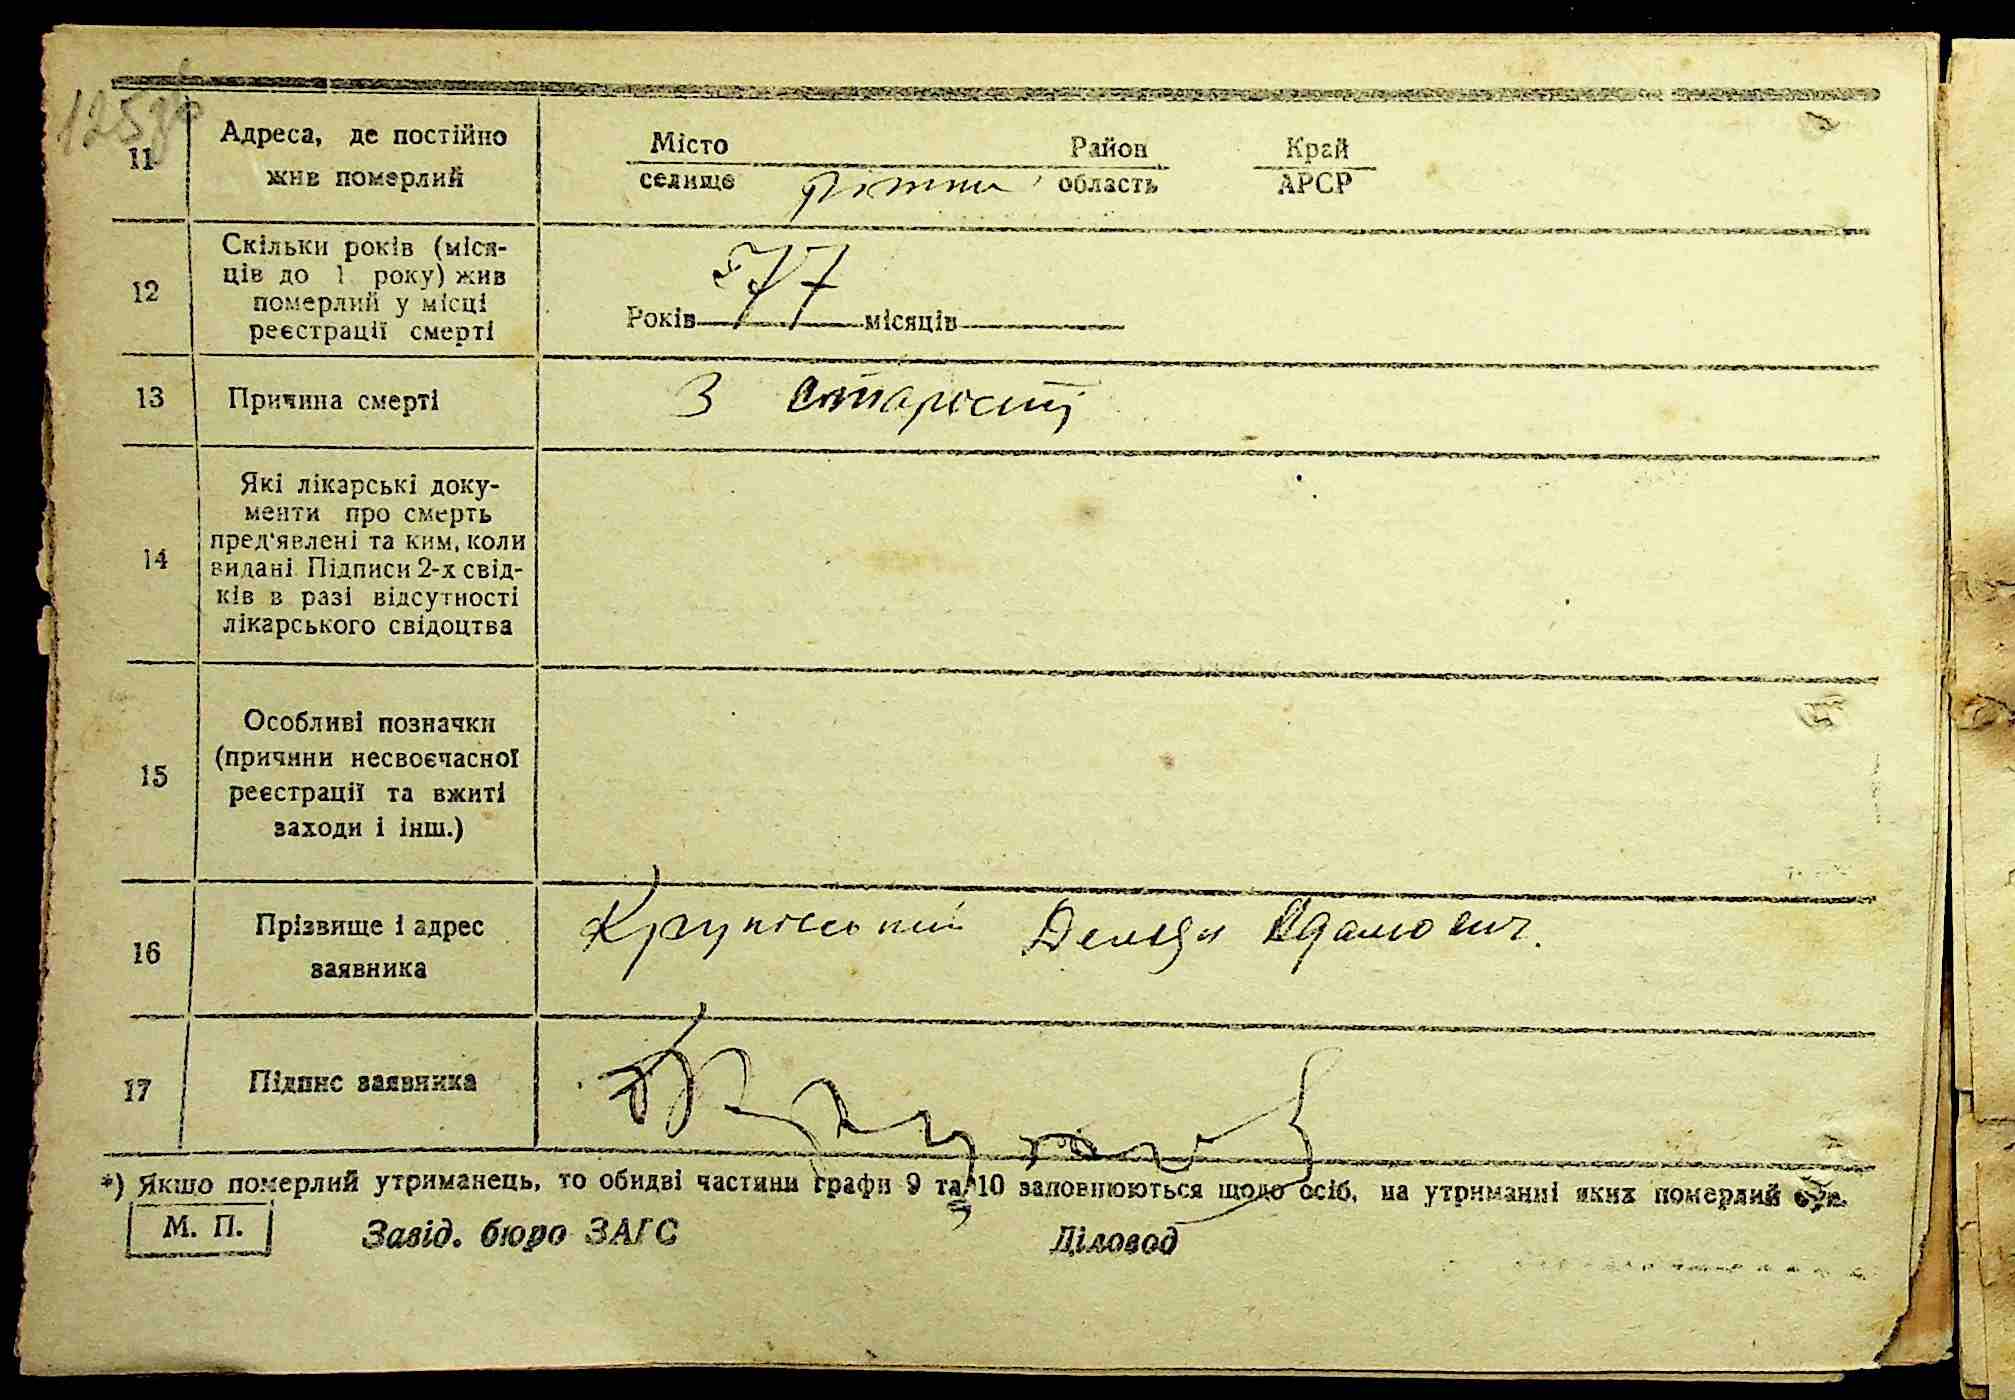 125зв
11
Адреса, де постійно
жив померлий
Місто
селище
Район
область
Край
АРСР
12
Скільки років (міся-
ців до 1 року) жив
померлий у місці
реєстрації смерті
Років 77 місяців
13
Причина смерті
З старості
14
Які лікарські доку-
менти про смерть
пред'явлені та ким, коли
видані. Підписи 2-х свід-
ків в разі відсутності
лікарського свідоцтва
15
Особливі позначки
(причини несвоєчасної
реєстрації та вжиті
заходи і інш.)
16
Прізвище і адрес
заявника
Адамович.
17
Підпис заявника
*) Якщо померлий утриманець, то обидві частини графи 9 та 10 заповнюються щодо осіб, на утриманні яких померлий був.
М. П.
Завід. бюро ЗАГС
Діловод